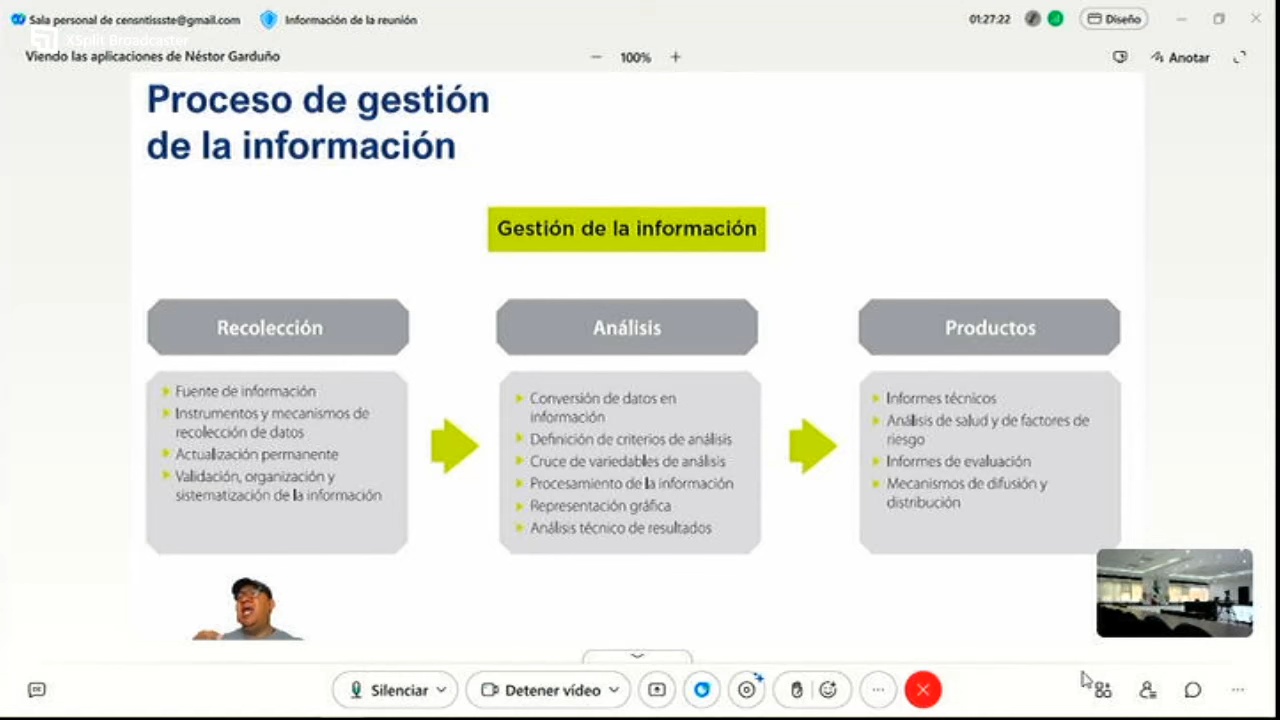 Sala personal de censntissste@gmail.com
Información de la reunión
01:27:22
Diseño
XSplit Broadcaster
Viendo las aplicaciones de Néstor Garduño
100%
Anotar
Proceso de gestión
de la información
Gestión de la información
Recolección
Fuente de información
Instrumentos y mecanismos de
recolección de datos
Actualización permanente
Validación, organización y
sistematización de la información
Análisis
Conversión de datos en
información
Definición de criterios de análisis
Cruce de variedables de análisis
Procesamiento de la información
Representación gráfica
Análisis técnico de resultados
Productos
Informes técnicos
Análisis de salud y de factores de
riesgo
Informes de evaluación
Mecanismos de difusión y
distribución
Silenciar
Detener vídeo